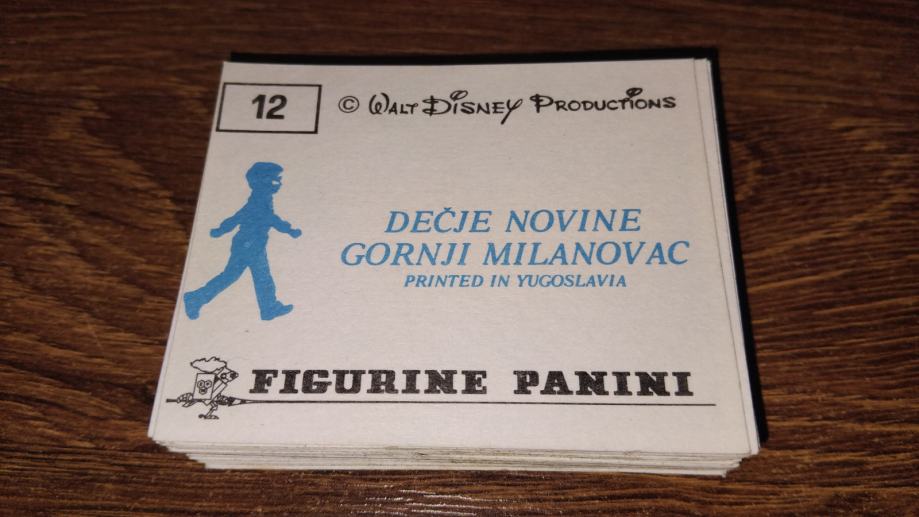 12
© WALT DISNEY PRODUCTIONS
DEČJE NOVINE
GORNJI MILANOVAC
PRINTED IN YUGOSLAVIA
FIGURINE PANINI